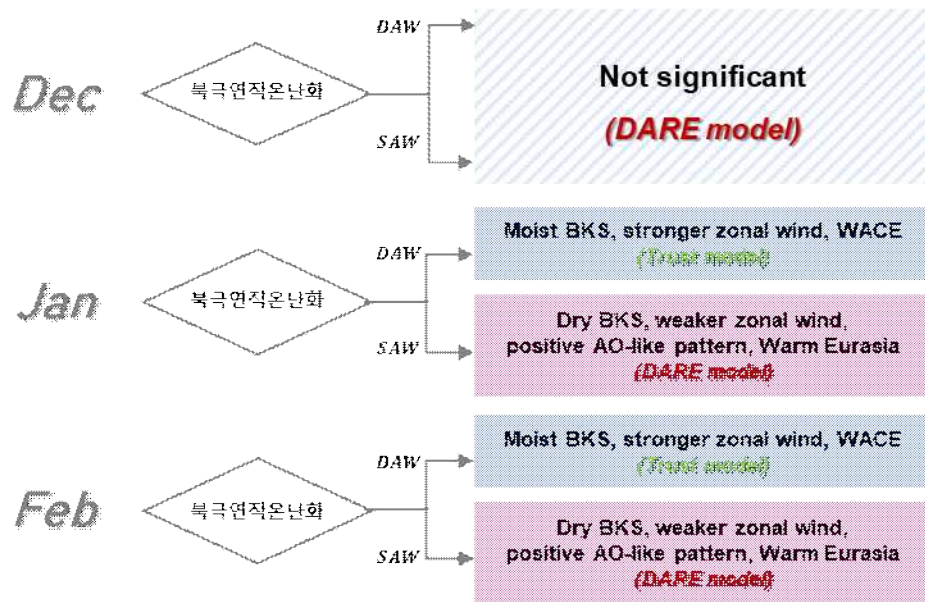 Dec
북극연직온난화
DAW
SAW
Not significant
(DARE model)
Jan
북극연직온난화
DAW
SAW
Moist BKS, stronger zonal wind, WACE
(Trust model)
Dry BKS, weaker zonal wind,
positive AO-like pattern, Warm Eurasia
(DARE model)
Feb
북극연직온난화
DAW
SAW
Moist BKS, stronger zonal wind, WACE
(Trust model)
Dry BKS, weaker zonal wind,
positive AO-like pattern, Warm Eurasia
(DARE model)